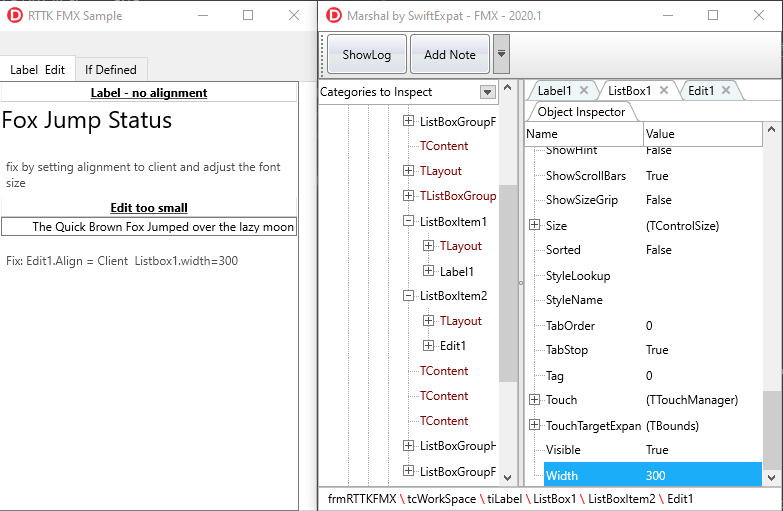 RTTK FMX Sample
Label Edit
If Defined
Label - no alignment
Fox Jump Status
fix by setting alignment to client and adjust the font
size
Edit too small
The Quick Brown Fox Jumped over the lazy moon
Fix: Edit1.Align = Client Listbox1.width=300
Marshal by SwiftExpat - FMX - 2020.1
ShowLog
Add Note
Categories to Inspect
ListBoxGroupF
TContent
TLayout
TListBoxGroup
ListBoxItem1
TLayout
Label1
ListBoxItem2
TLayout
Edit1
TContent
TContent
TContent
ListBoxGroupH
ListBoxGroupF
Label1
ListBox1
Edit1
Object Inspector
Name Value
ShowHint False
ShowScrollBars True
ShowSizeGrip False
Size (TControlSize)
Sorted False
StyleLookup
StyleName
TabOrder 0
TabStop True
Tag 0
Touch (TTouchManager)
TouchTargetExpan (TBounds)
Visible True
Width 300
frmRTTKFMX \ tcWorkSpace \ tiLabel \ ListBox1 \ ListBoxItem2 \ Edit1